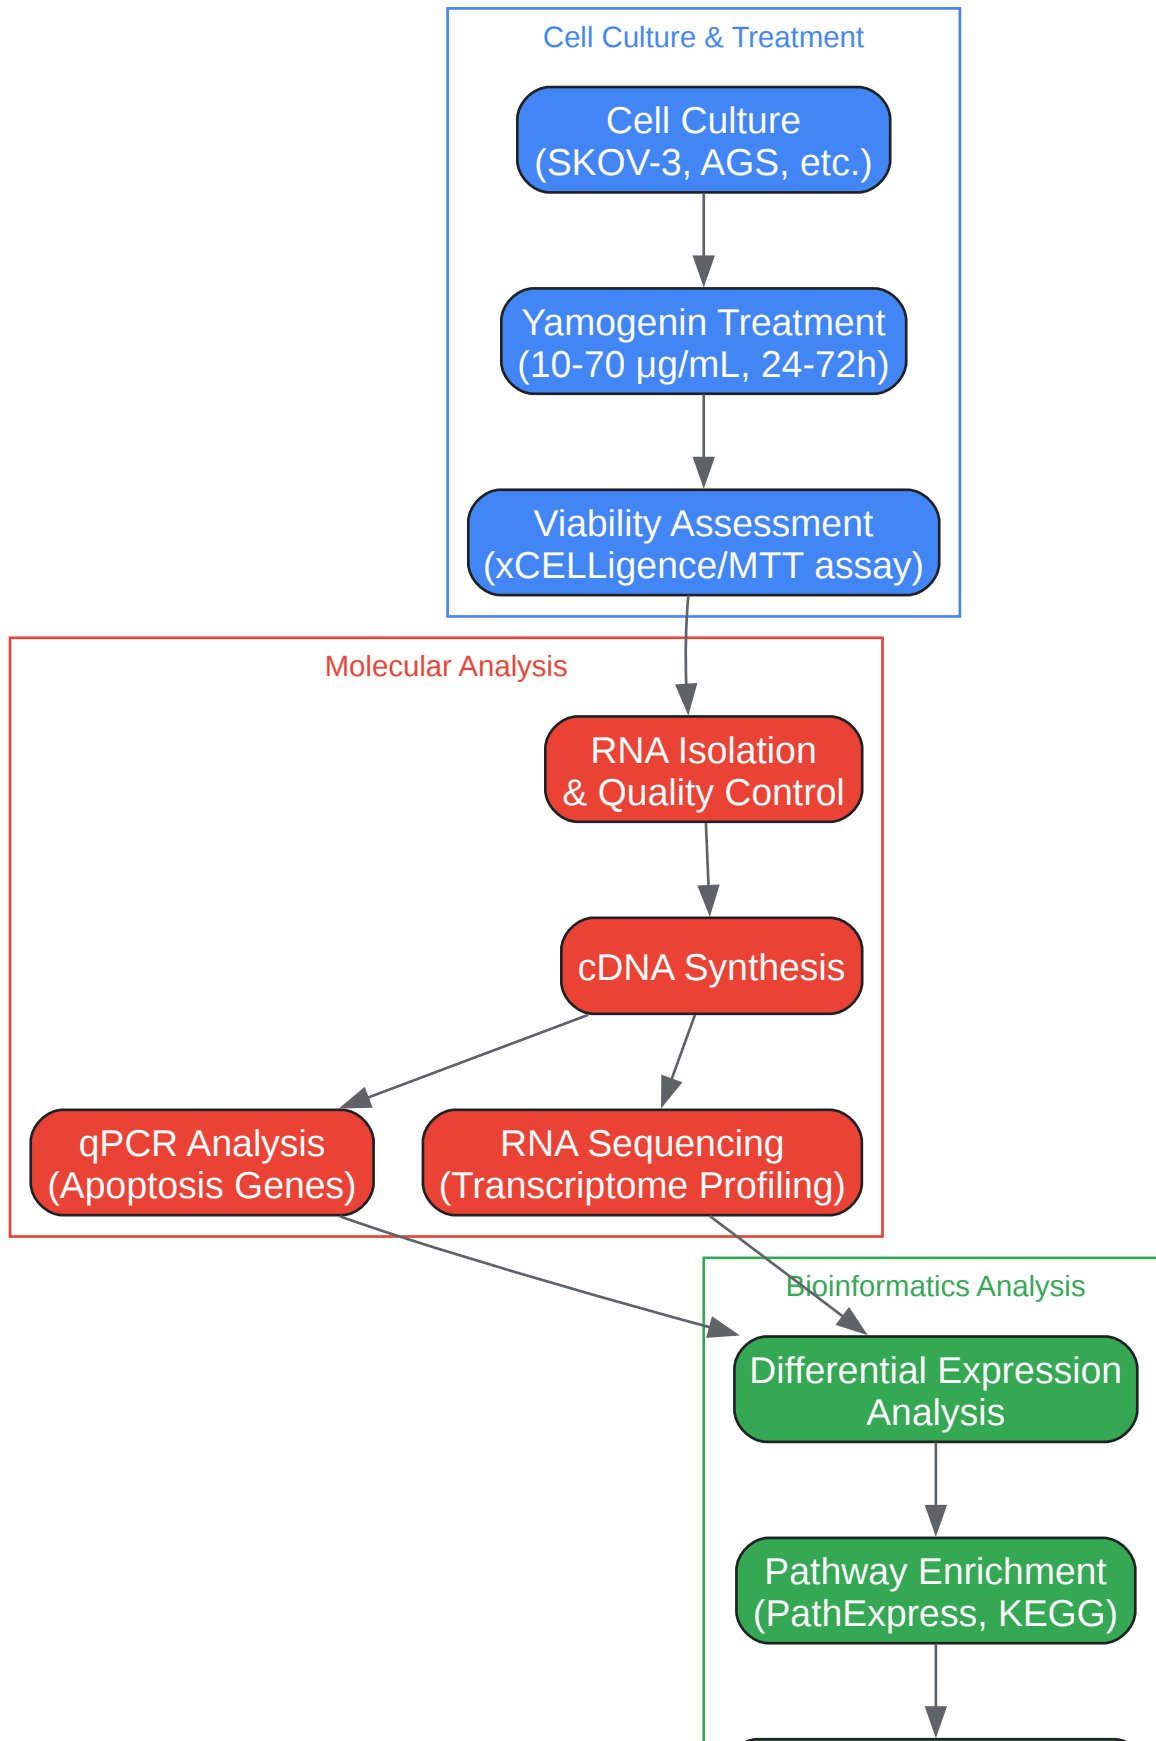 Cell Culture & Treatment
Cell Culture
(SKOV-3, AGS, etc.)
Yamogenin Treatment
(10-70 µg/mL, 24-72h)
Viability Assessment
(xCELLigence/MTT assay)
Molecular Analysis
RNA Isolation
& Quality Control
cDNA Synthesis
qPCR Analysis
(Apoptosis Genes)
RNA Sequencing
(Transcriptome Profiling)
Bioinformatics Analysis
Differential Expression
Analysis
Pathway Enrichment
(PathExpress, KEGG)